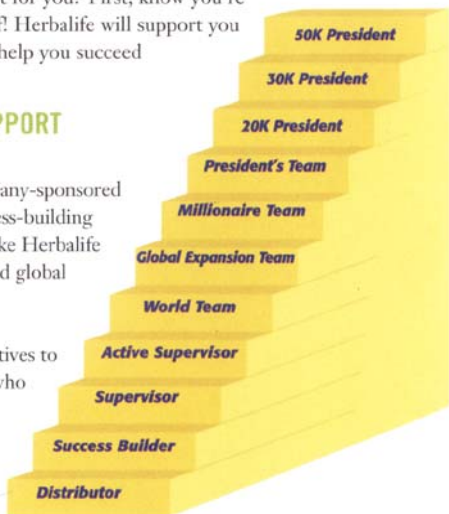 t for you? First, know you're
f! Herbalife will support you
help you succeed
PPORT
any-sponsored
ess-building
ke Herbalife
d global
tives to
who
50K President
30K President
20K President
President's Team
Millionaire Team
Global Expansion Team
World Team
Active Supervisor
Supervisor
Success Builder
Distributor